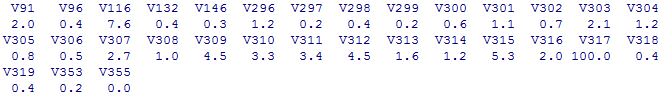 V91 V96 V116 V132 V146 V296 V297 V298 V299 V300 V301 V302 V303 V304
2.0 0.4 7.6 0.4 0.3 1.2 0.2 0.4 0.2 0.6 1.1 0.7 2.1 1.2
V305 V306 V307 V308 V309 V310 V311 V312 V313 V314 V315 V316 V317 V318
0.8 0.5 2.7 1.0 4.5 3.3 3.4 4.5 1.6 1.2 5.3 2.0 100.0 0.4
V319 V353 V355
0.4 0.2 0.0